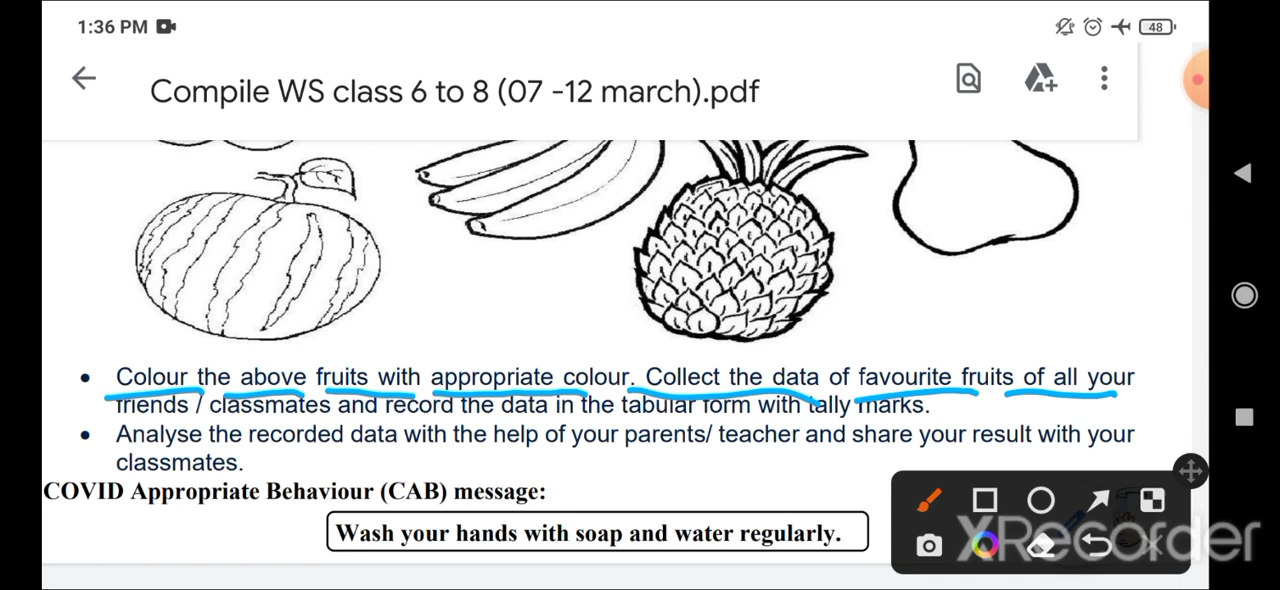 1:36 PM
48
Compile WS class 6 to 8 (07 -12 march).pdf
• Colour the above fruits with appropriate colour. Collect the data of favourite fruits of all your
friends / classmates and record the data in the tabular form with tally marks.
• Analyse the recorded data with the help of your parents/ teacher and share your result with your
classmates.
COVID Appropriate Behaviour (CAB) message:
Wash your hands with soap and water regularly.
XRecorder